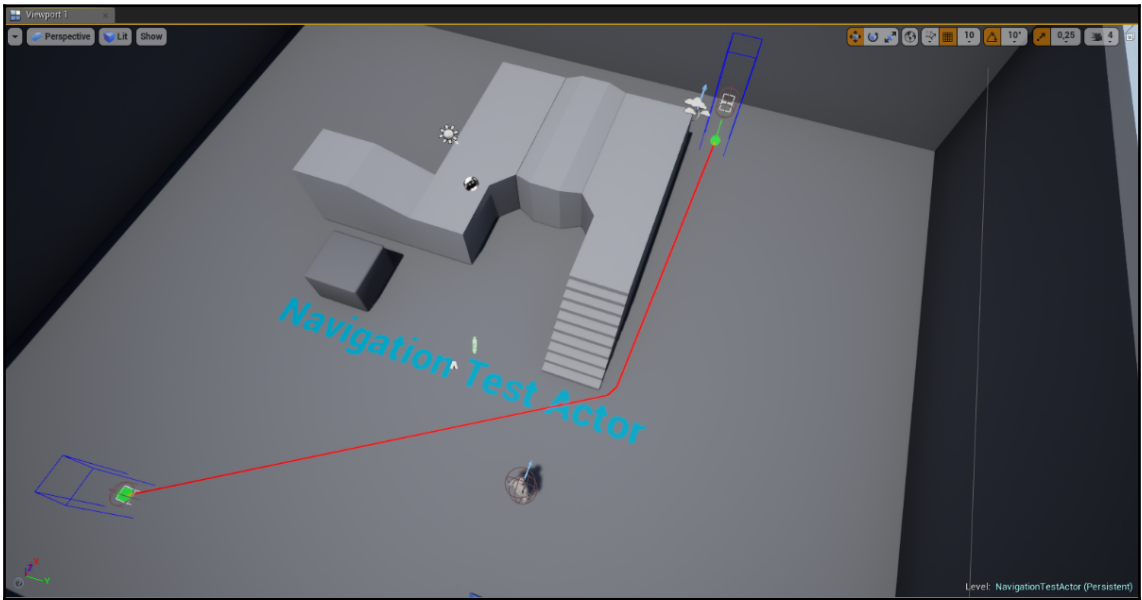 Viewport 1
Perspective Lit Show 10 10° 0,25 4
Navigation Test Actor
X
Z
Y
Level: NavigationTestActor (Persistent)